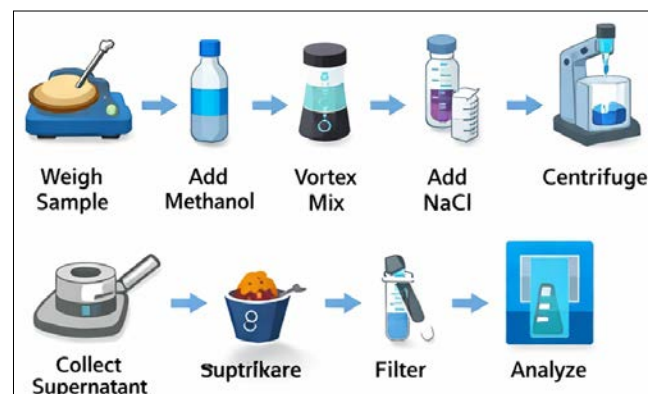 Weigh
Sample
Add
Methanol
Vortex
Mix
Add
NaCl
Centrifuge
Collect
Supernatant
Suptrikare
Filter
Analyze